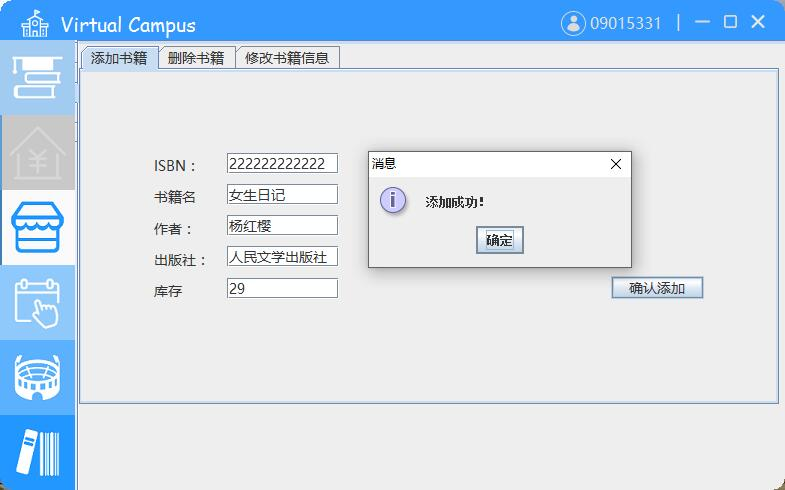 Virtual Campus
09015331
添加书籍 删除书籍 修改书籍信息
ISBN： 222222222222
书籍名 女生日记
作者： 杨红樱
出版社： 人民文学出版社
库存 29
消息
添加成功！
确定
确认添加